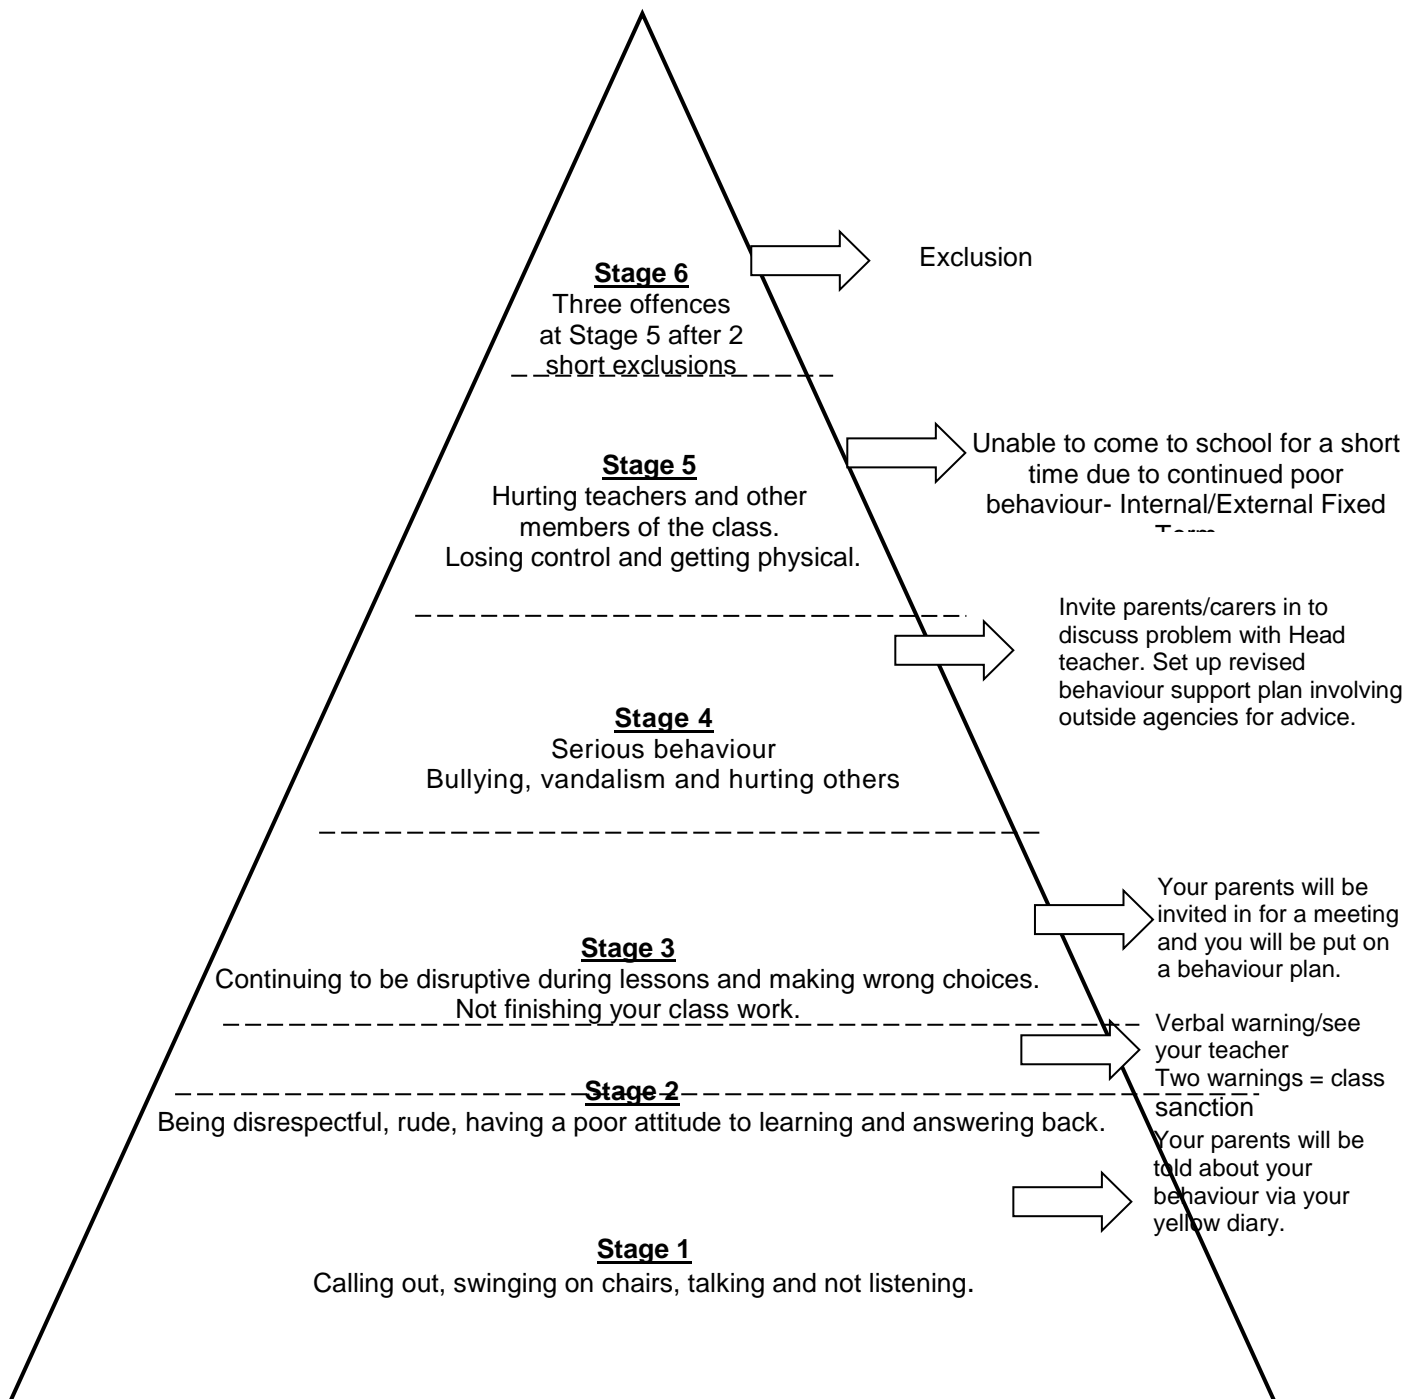 Exclusion
Stage 6
Three offences
at Stage 5 after 2
short exclusions
Unable to come to school for a short
time due to continued poor
behaviour- Internal/External Fixed
Term
Stage 5
Hurting teachers and other
members of the class.
Losing control and getting physical.
Invite parents/carers in to
discuss problem with Head
teacher. Set up revised
behaviour support plan involving
outside agencies for advice.
Stage 4
Serious behaviour
Bullying, vandalism and hurting others
Your parents will be
invited in for a meeting
and you will be put on
a behaviour plan.
Stage 3
Continuing to be disruptive during lessons and making wrong choices.
Not finishing your class work.
Verbal warning/see
your teacher
Two warnings = class
sanction
Stage 2
Being disrespectful, rude, having a poor attitude to learning and answering back.
Your parents will be
told about your
behaviour via your
yellow diary.
Stage 1
Calling out, swinging on chairs, talking and not listening.